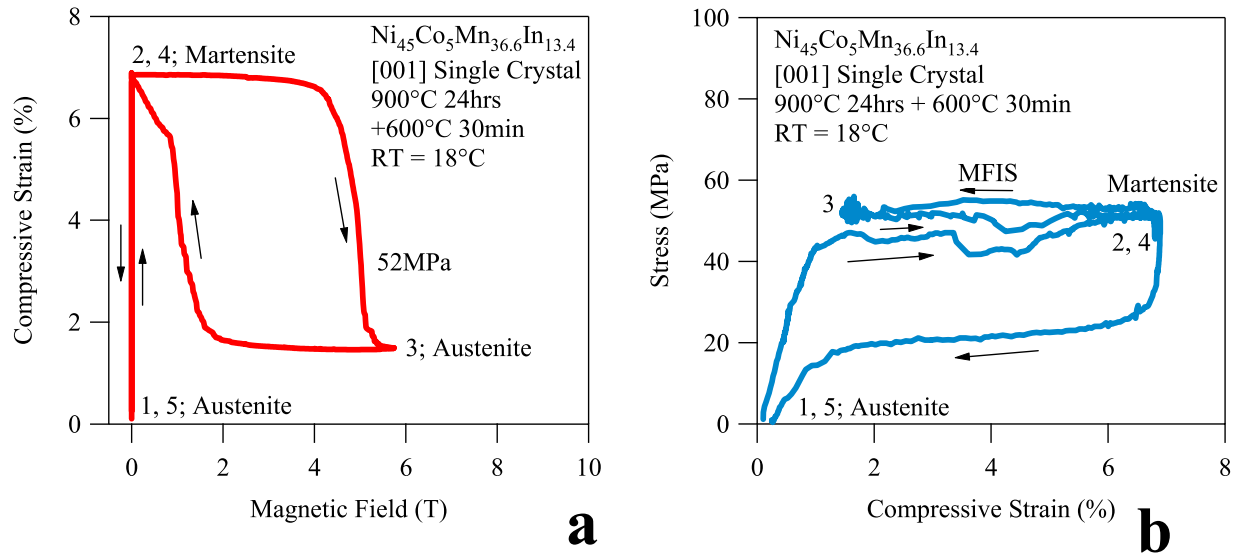 8
6
4
2
0
Compressive Strain (%)
2, 4; Martensite
Ni₄₅Co₅Mn₃₆.₆In₁₃.₄
[001] Single Crystal
900°C 24hrs
+600°C 30min
RT = 18°C
52MPa
3; Austenite
1, 5; Austenite
0 2 4 6 8 10
Magnetic Field (T)
a
100
80
60
40
20
0
Stress (MPa)
Ni₄₅Co₅Mn₃₆.₆In₁₃.₄
[001] Single Crystal
900°C 24hrs + 600°C 30min
RT = 18°C
MFIS
Martensite
3
2, 4
1, 5; Austenite
0 2 4 6 8
Compressive Strain (%)
b